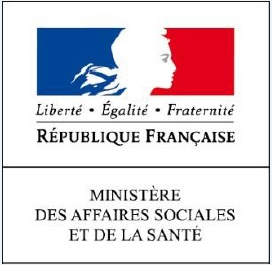 Liberté • Égalité • Fraternité
RÉPUBLIQUE FRANÇAISE
MINISTÈRE
DES AFFAIRES SOCIALES
ET DE LA SANTÉ